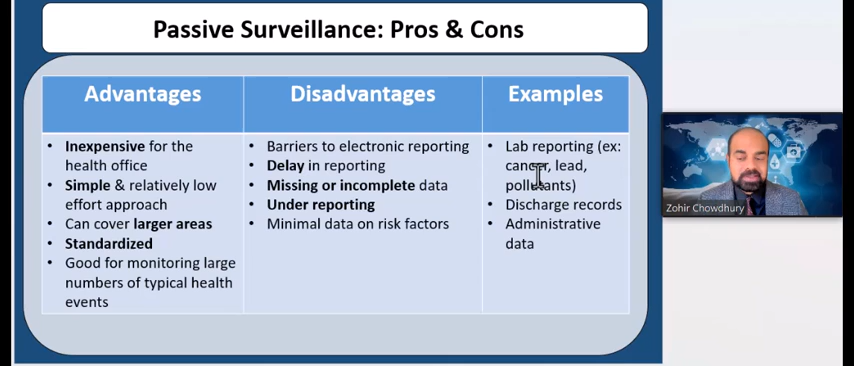 Passive Surveillance: Pros & Cons
Advantages
Disadvantages
Examples
• Inexpensive for the
health office
• Simple & relatively low
effort approach
• Can cover larger areas
• Standardized
• Good for monitoring large
numbers of typical health
events
• Barriers to electronic reporting
• Delay in reporting
• Missing or incomplete data
• Under reporting
• Minimal data on risk factors
• Lab reporting (ex:
cancer, lead,
pollutants)
• Discharge records
• Administrative
data
Zohir Chowdhury